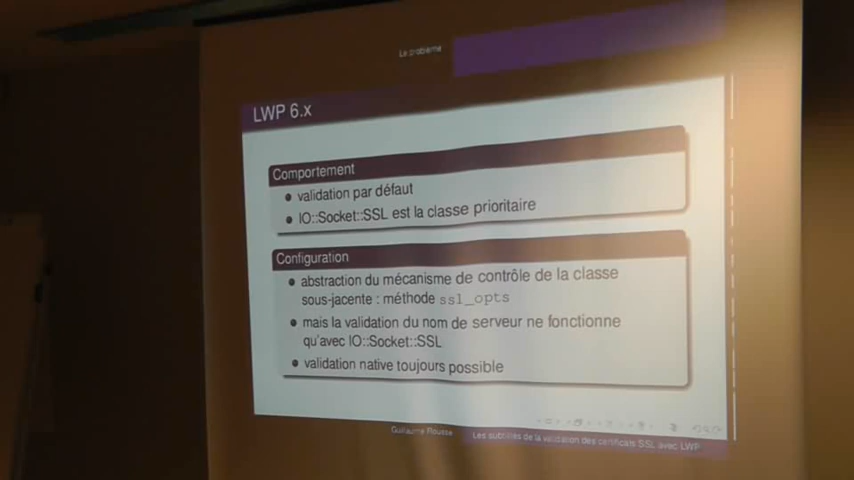 Le problème
LWP 6.x
Comportement
validation par défaut
IO::Socket::SSL est la classe prioritaire
Configuration
abstraction du mécanisme de contrôle de la classe
sous-jacente : méthode ssl_opts
mais la validation du nom de serveur ne fonctionne
qu'avec IO::Socket::SSL
validation native toujours possible
Guillaume Rousse
Les subtilités de la validation des certificats SSL avec LWP